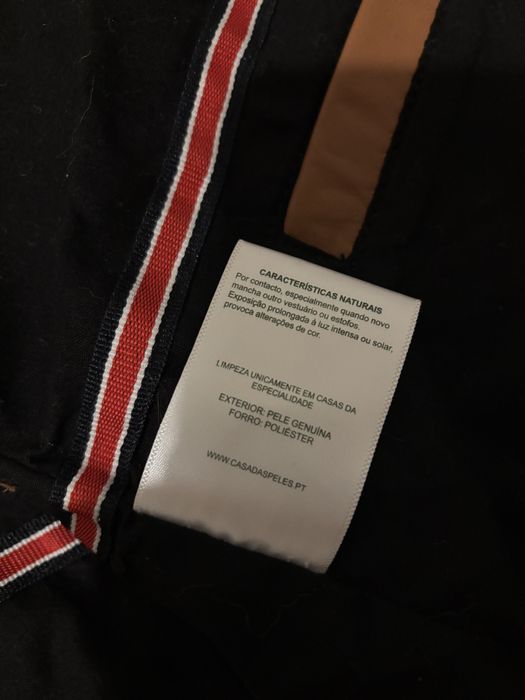 CARACTERÍSTICAS NATURAIS
Por contacto, especialmente quando novo
mancha outro vestuário ou estofos.
Exposição prolongada à luz intensa ou solar,
provoca alterações de cor.
LIMPEZA UNICAMENTE EM CASAS DA
ESPECIALIDADE
EXTERIOR: PELE GENUÍNA
FORRO: POLIÉSTER
WWW.CASADASPELES.PT